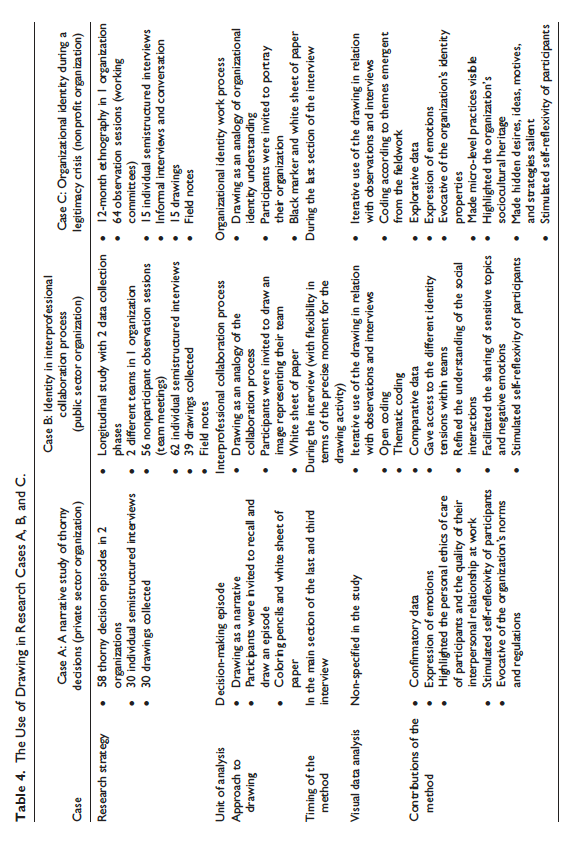 Table 4. The Use of Drawing in Research Cases A, B, and C.
Case
Case A: A narrative study of thorny
decisions (private sector organization)
Case B: Identity in interprofessional
collaboration process
(public sector organization)
Case C: Organizational identity during a
legitimacy crisis (nonprofit organization)
Research strategy
• 58 thorny decision episodes in 2
organizations
• 30 individual semistructured interviews
• 30 drawings collected
• Longitudinal study with 2 data collection
phases
• 2 different teams in 1 organization
• 56 nonparticipant observation sessions
(team meetings)
• 62 individual semistructured interviews
• 39 drawings collected
• Field notes
• 12-month ethnography in 1 organization
• 64 observation sessions (working
committees)
• 15 individual semistructured interviews
• Informal interviews and conversation
• 15 drawings
• Field notes
Unit of analysis
Decision-making episode
Interprofessional collaboration process
Organizational identity work process
Approach to
drawing
• Drawing as a narrative
• Participants were invited to recall and
draw an episode
• Coloring pencils and white sheet of
paper
• Drawing as an analogy of the
collaboration process
• Participants were invited to draw an
image representing their team
• White sheet of paper
• Drawing as an analogy of organizational
identity understanding
• Participants were invited to portray
their organization
• Black marker and white sheet of paper
Timing of the
method
In the main section of the last and third
interview
During the interview (with flexibility in
terms of the precise moment for the
drawing activity)
During the last section of the interview
Visual data analysis
Non-specified in the study
• Iterative use of the drawing in relation
with observations and interviews
• Open coding
• Thematic coding
• Iterative use of the drawing in relation
with observations and interviews
• Coding according to themes emergent
from the fieldwork
Contributions of the
method
• Confirmatory data
• Expression of emotions
• Highlighted the personal ethics of care
of participants and the quality of their
interpersonal relationship at work
• Stimulated self-reflexivity of participants
• Evocative of the organization's norms
and regulations
• Comparative data
• Gave access to the different identity
tensions within teams
• Refined the understanding of the social
interactions
• Facilitated the sharing of sensitive topics
and negative emotions
• Stimulated self-reflexivity of participants
• Explorative data
• Expression of emotions
• Evocative of the organization's identity
properties
• Made micro-level practices visible
• Highlighted the organization's
sociocultural heritage
• Made hidden desires, ideas, motives,
and strategies salient
• Stimulated self-reflexivity of participants